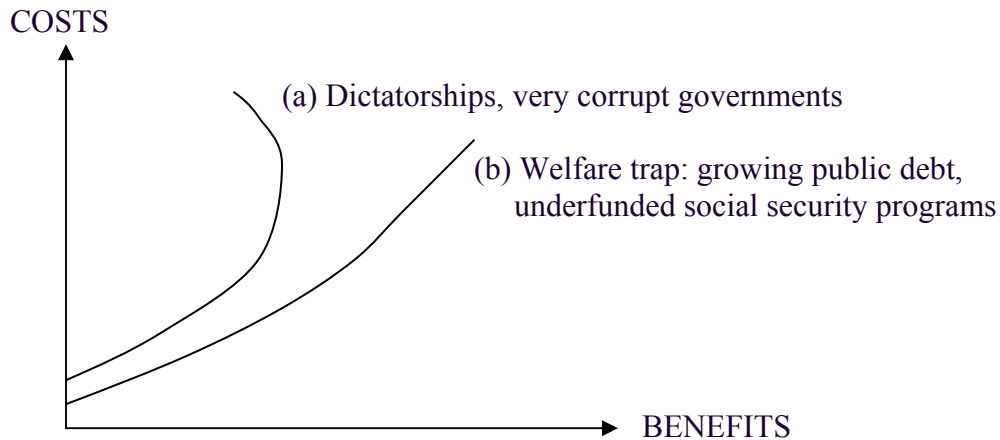 COSTS
(a) Dictatorships, very corrupt governments
(b) Welfare trap: growing public debt,
underfunded social security programs
BENEFITS